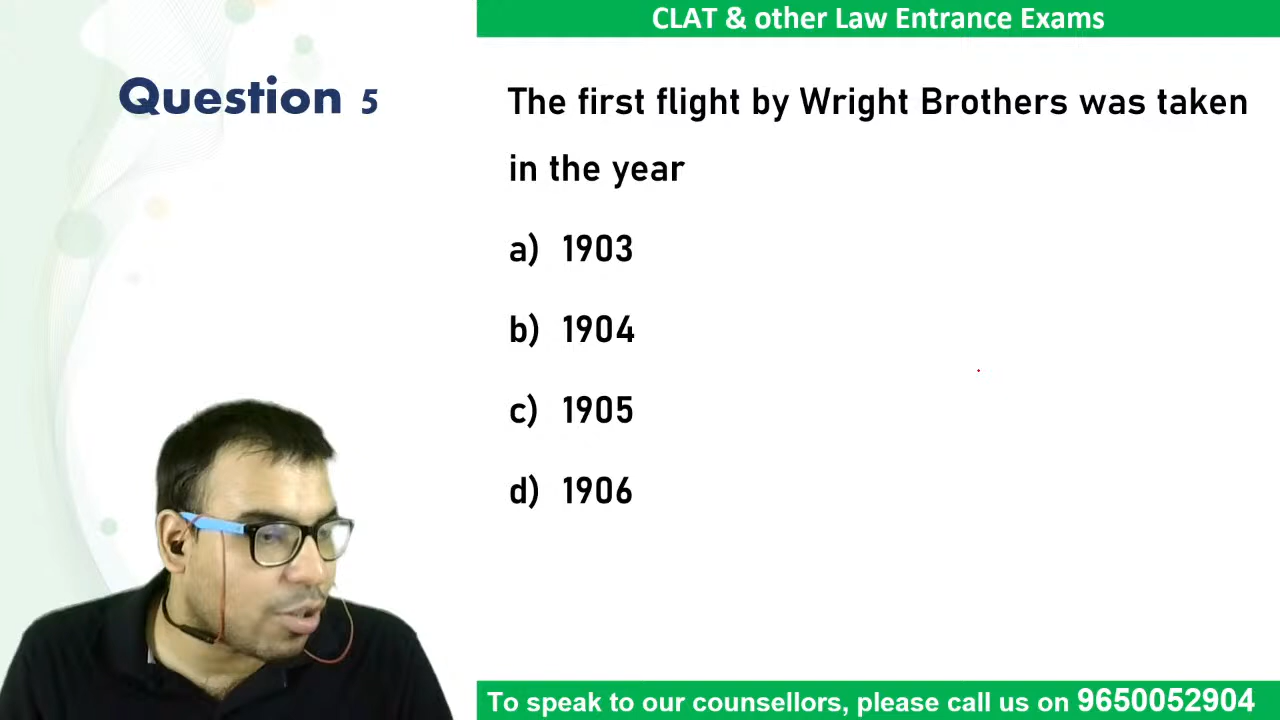 CLAT & other Law Entrance Exams
Question 5
The first flight by Wright Brothers was taken
in the year
a) 1903
b) 1904
c) 1905
d) 1906
To speak to our counsellors, please call us on 9650052904